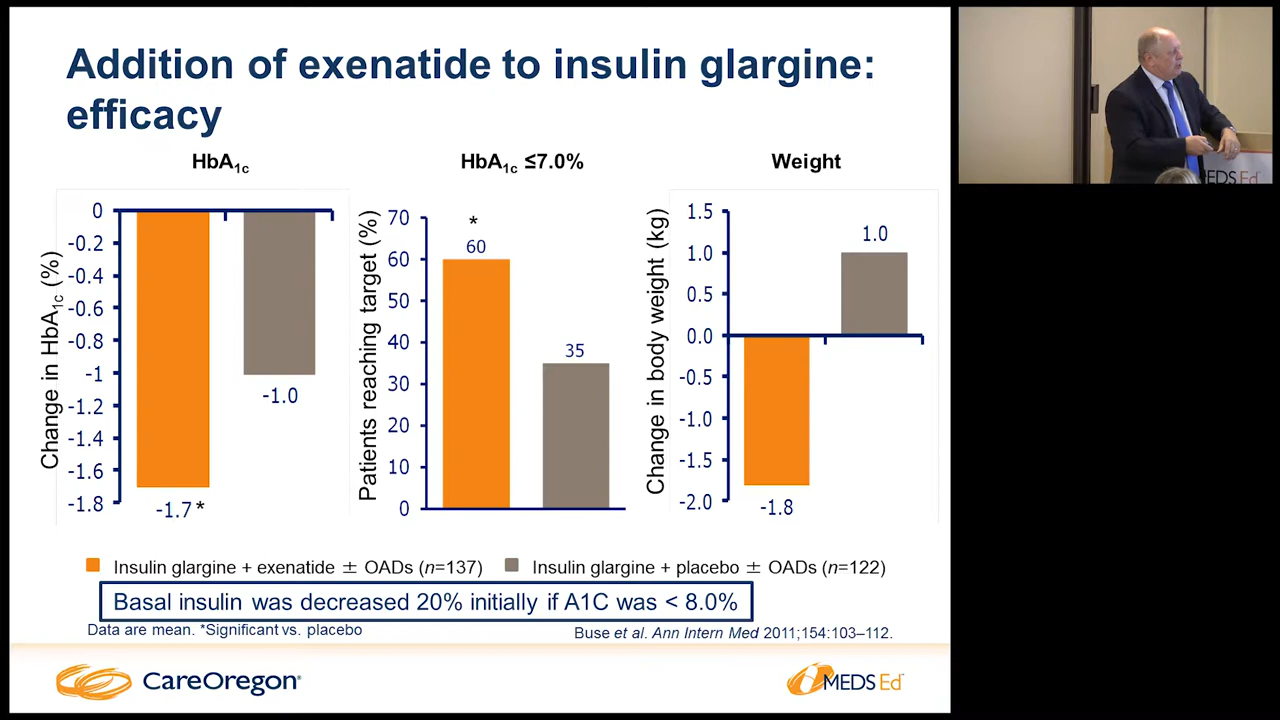 Addition of exenatide to insulin glargine:
efficacy
HbA1c
HbA1c ≤7.0%
Weight
Change in HbA1c (%)
0
-0.2
-0.4
-0.6
-0.8
-1
-1.2
-1.4
-1.6
-1.8
-1.7*
-1.0
Patients reaching target (%)
70
60
50
40
30
20
10
0
*
60
35
Change in body weight (kg)
1.5
1.0
0.5
0.0
-0.5
-1.0
-1.5
-2.0
-1.8
1.0
Insulin glargine + exenatide ± OADs (n=137)
Insulin glargine + placebo ± OADs (n=122)
Basal insulin was decreased 20% initially if A1C was < 8.0%
Data are mean. *Significant vs. placebo
Buse et al. Ann Intern Med 2011;154:103–112.
CareOregon®
MEDS Ed™
MEDS Ed